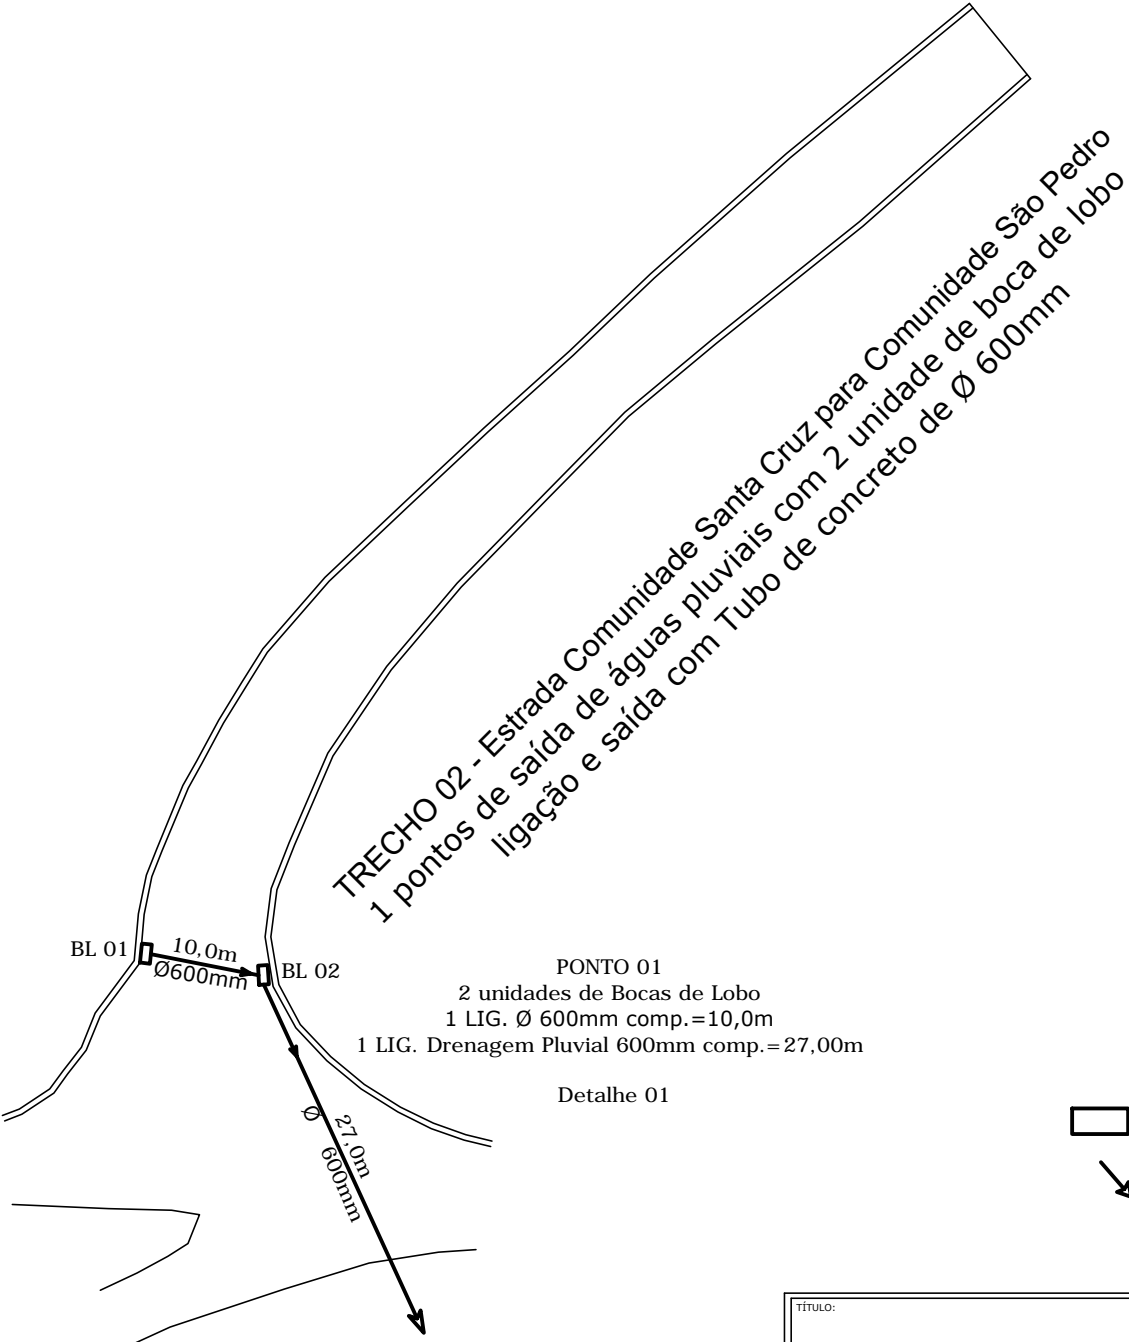 TRECHO 02 - Estrada Comunidade Santa Cruz para Comunidade São Pedro
1 pontos de saída de águas pluviais com 2 unidade de boca de lobo
ligação e saída com Tubo de concreto de Ø 600mm
BL 01
10,0m
Ø600mm
BL 02
PONTO 01
2 unidades de Bocas de Lobo
1 LIG. Ø 600mm comp.=10,0m
1 LIG. Drenagem Pluvial 600mm comp.=27,00m
Detalhe 01
27,0m
Ø 600mm
TÍTULO: